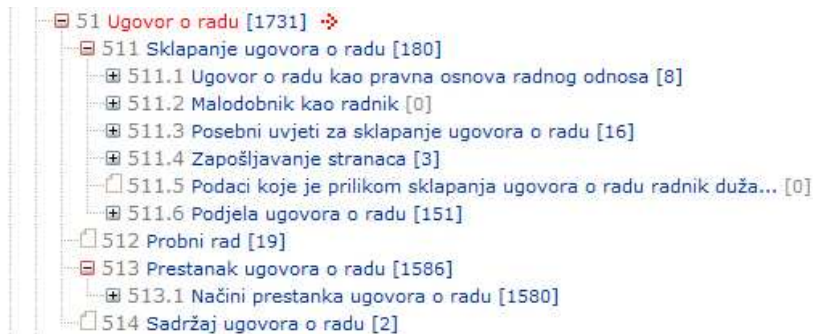 51 Ugovor o radu [1731]
511 Sklapanje ugovora o radu [180]
511.1 Ugovor o radu kao pravna osnova radnog odnosa [8]
511.2 Malodobnik kao radnik [0]
511.3 Posebni uvjeti za sklapanje ugovora o radu [16]
511.4 Zapošljavanje stranaca [3]
511.5 Podaci koje je prilikom sklapanja ugovora o radu radnik duža... [0]
511.6 Podjela ugovora o radu [151]
512 Probni rad [19]
513 Prestanak ugovora o radu [1586]
513.1 Načini prestanka ugovora o radu [1580]
514 Sadržaj ugovora o radu [2]